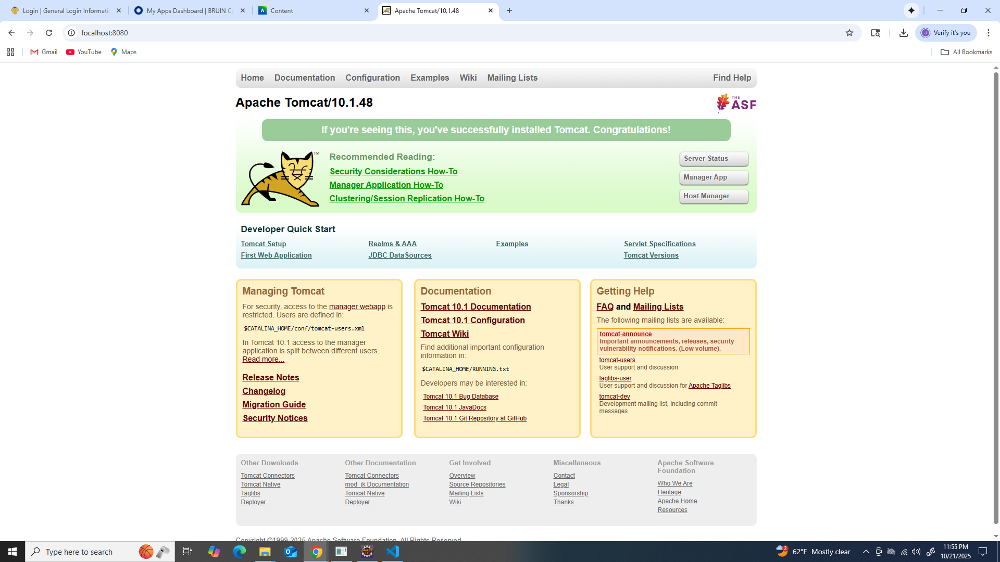 Login | General Login Informati
My Apps Dashboard | BRUIN Co
Content
Apache Tomcat/10.1.48
localhost:8080
Verify it's you
Gmail
YouTube
Maps
All Bookmarks
Home Documentation Configuration Examples Wiki Mailing Lists Find Help
Apache Tomcat/10.1.48
THE
ASF
If you're seeing this, you've successfully installed Tomcat. Congratulations!
TM
Recommended Reading:
Security Considerations How-To
Manager Application How-To
Clustering/Session Replication How-To
Server Status
Manager App
Host Manager
Developer Quick Start
Tomcat Setup
First Web Application
Realms & AAA
JDBC DataSources
Examples
Servlet Specifications
Tomcat Versions
Managing Tomcat
For security, access to the manager webapp is
restricted. Users are defined in:
$CATALINA_HOME/conf/tomcat-users.xml
In Tomcat 10.1 access to the manager
application is split between different users.
Read more...
Release Notes
Changelog
Migration Guide
Security Notices
Documentation
Tomcat 10.1 Documentation
Tomcat 10.1 Configuration
Tomcat Wiki
Find additional important configuration
information in:
$CATALINA_HOME/RUNNING.txt
Developers may be interested in:
Tomcat 10.1 Bug Database
Tomcat 10.1 JavaDocs
Tomcat 10.1 Git Repository at GitHub
Getting Help
FAQ and Mailing Lists
The following mailing lists are available:
tomcat-announce
Important announcements, releases, security
vulnerability notifications. (Low volume).
tomcat-users
User support and discussion
taglibs-user
User support and discussion for Apache Taglibs
tomcat-dev
Development mailing list, including commit
messages
Other Downloads
Tomcat Connectors
Tomcat Native
Taglibs
Deployer
Other Documentation
Tomcat Connectors
mod_jk Documentation
Tomcat Native
Deployer
Get Involved
Overview
Source Repositories
Mailing Lists
Wiki
Miscellaneous
Contact
Legal
Sponsorship
Thanks
Apache Software
Foundation
Who We Are
Heritage
Apache Home
Resources
Copyright ©1999-2025 Apache Software Foundation. All Rights Reserved
Type here to search
2
62°F Mostly clear
11:55 PM
10/21/2025